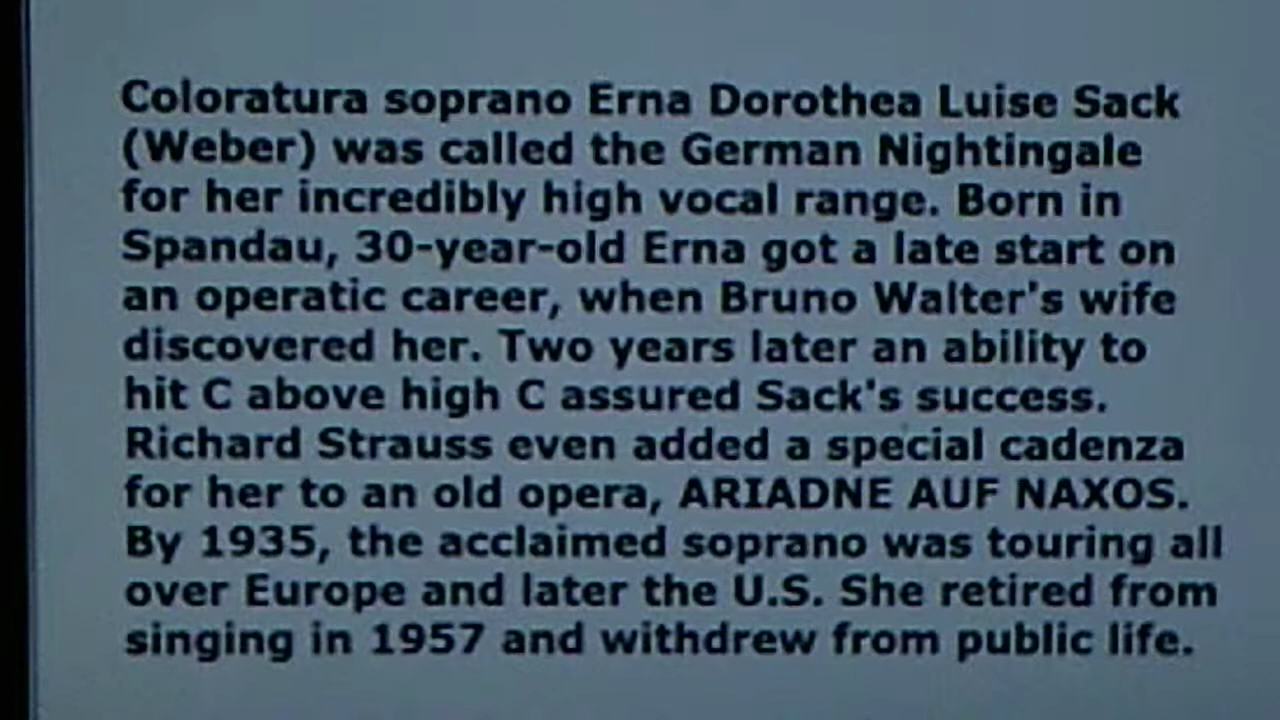 Coloratura soprano Erna Dorothea Luise Sack
(Weber) was called the German Nightingale
for her incredibly high vocal range. Born in
Spandau, 30-year-old Erna got a late start on
an operatic career, when Bruno Walter's wife
discovered her. Two years later an ability to
hit C above high C assured Sack's success.
Richard Strauss even added a special cadenza
for her to an old opera, ARIADNE AUF NAXOS.
By 1935, the acclaimed soprano was touring all
over Europe and later the U.S. She retired from
singing in 1957 and withdrew from public life.